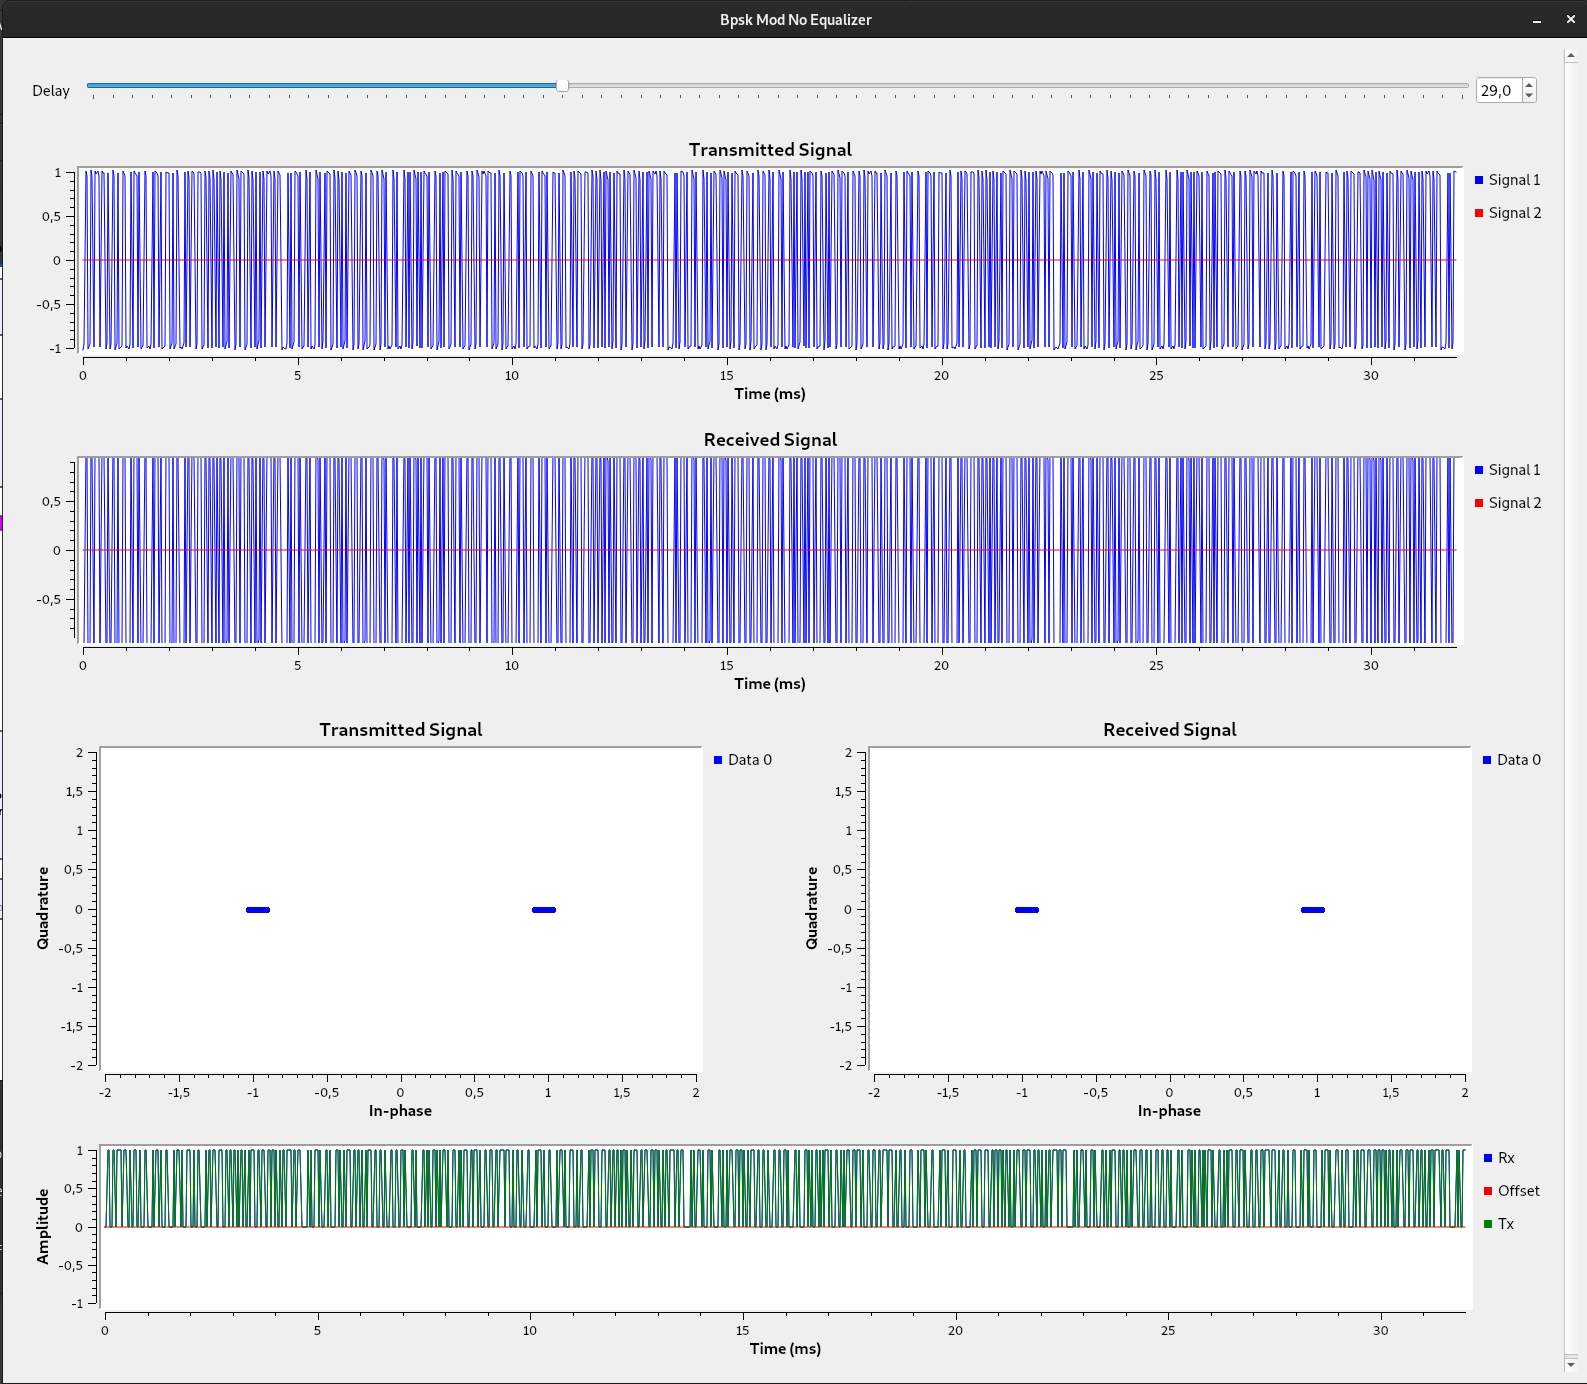 Bpsk Mod No Equalizer
Delay
29,0
Transmitted Signal
1
0,5
0
-0,5
-1
Signal 1
Signal 2
0 5 10 15 20 25 30
Time (ms)
Received Signal
0,5
0
-0,5
Signal 1
Signal 2
0 5 10 15 20 25 30
Time (ms)
Transmitted Signal
Quadrature
2
1,5
1
0,5
0
-0,5
-1
-1,5
-2
Data 0
-2 -1,5 -1 -0,5 0 0,5 1 1,5 2
In-phase
Received Signal
Quadrature
2
1,5
1
0,5
0
-0,5
-1
-1,5
-2
Data 0
-2 -1,5 -1 -0,5 0 0,5 1 1,5 2
In-phase
Amplitude
1
0,5
0
-0,5
-1
Rx
Offset
Tx
0 5 10 15 20 25 30
Time (ms)